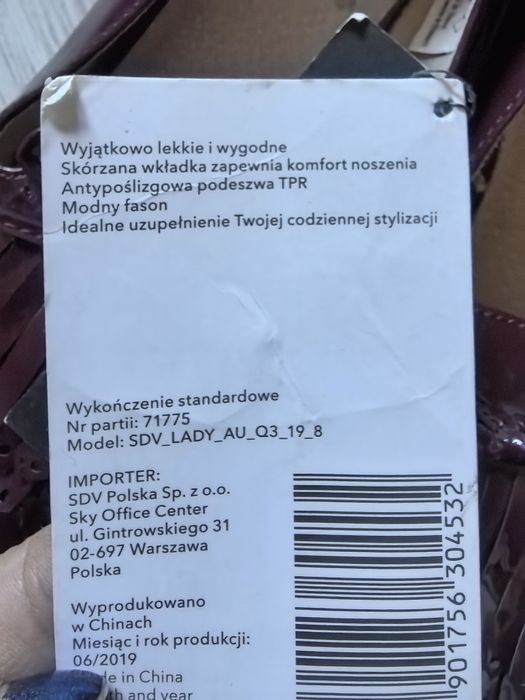 Wyjątkowo lekkie i wygodne
Skórzana wkładka zapewnia komfort noszenia
Antypoślizgowa podeszwa TPR
Modny fason
Idealne uzupełnienie Twojej codziennej stylizacji
Wykończenie standardowe
Nr partii: 71775
Model: SDV_LADY_AU_Q3_19_8
IMPORTER:
SDV Polska Sp. z o.o.
Sky Office Center
ul. Gintrowskiego 31
02-697 Warszawa
Polska
Wyprodukowano
w Chinach
Miesiąc i rok produkcji:
06/2019
in China
and year
901756 304532